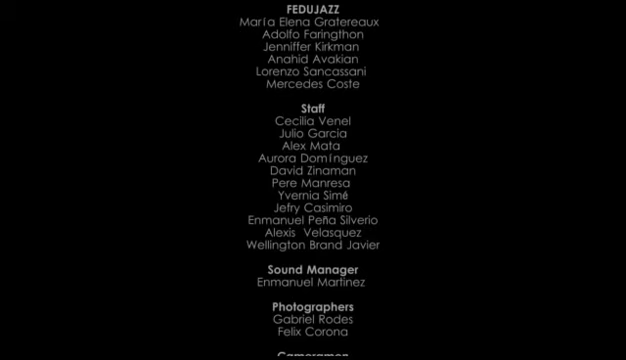 FEDUJAZZ
María Elena Gratereaux
Adolfo Faringthon
Jenniffer Kirkman
Anahid Avakian
Lorenzo Sancassani
Mercedes Coste
Staff
Cecilia Venel
Julio Garcia
Alex Mata
Aurora Domínguez
David Zinaman
Pere Manresa
Yvernia Simé
Jefry Casimiro
Enmanuel Peña Silverio
Alexis Velasquez
Wellington Brand Javier
Sound Manager
Enmanuel Martinez
Photographers
Gabriel Rodes
Felix Corona
Cameramen